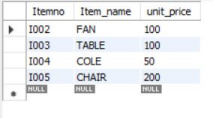 Itemno Item_name unit_price
I002 FAN 100
I003 TABLE 100
I004 COLE 50
I005 CHAIR 200
NULL NULL NULL